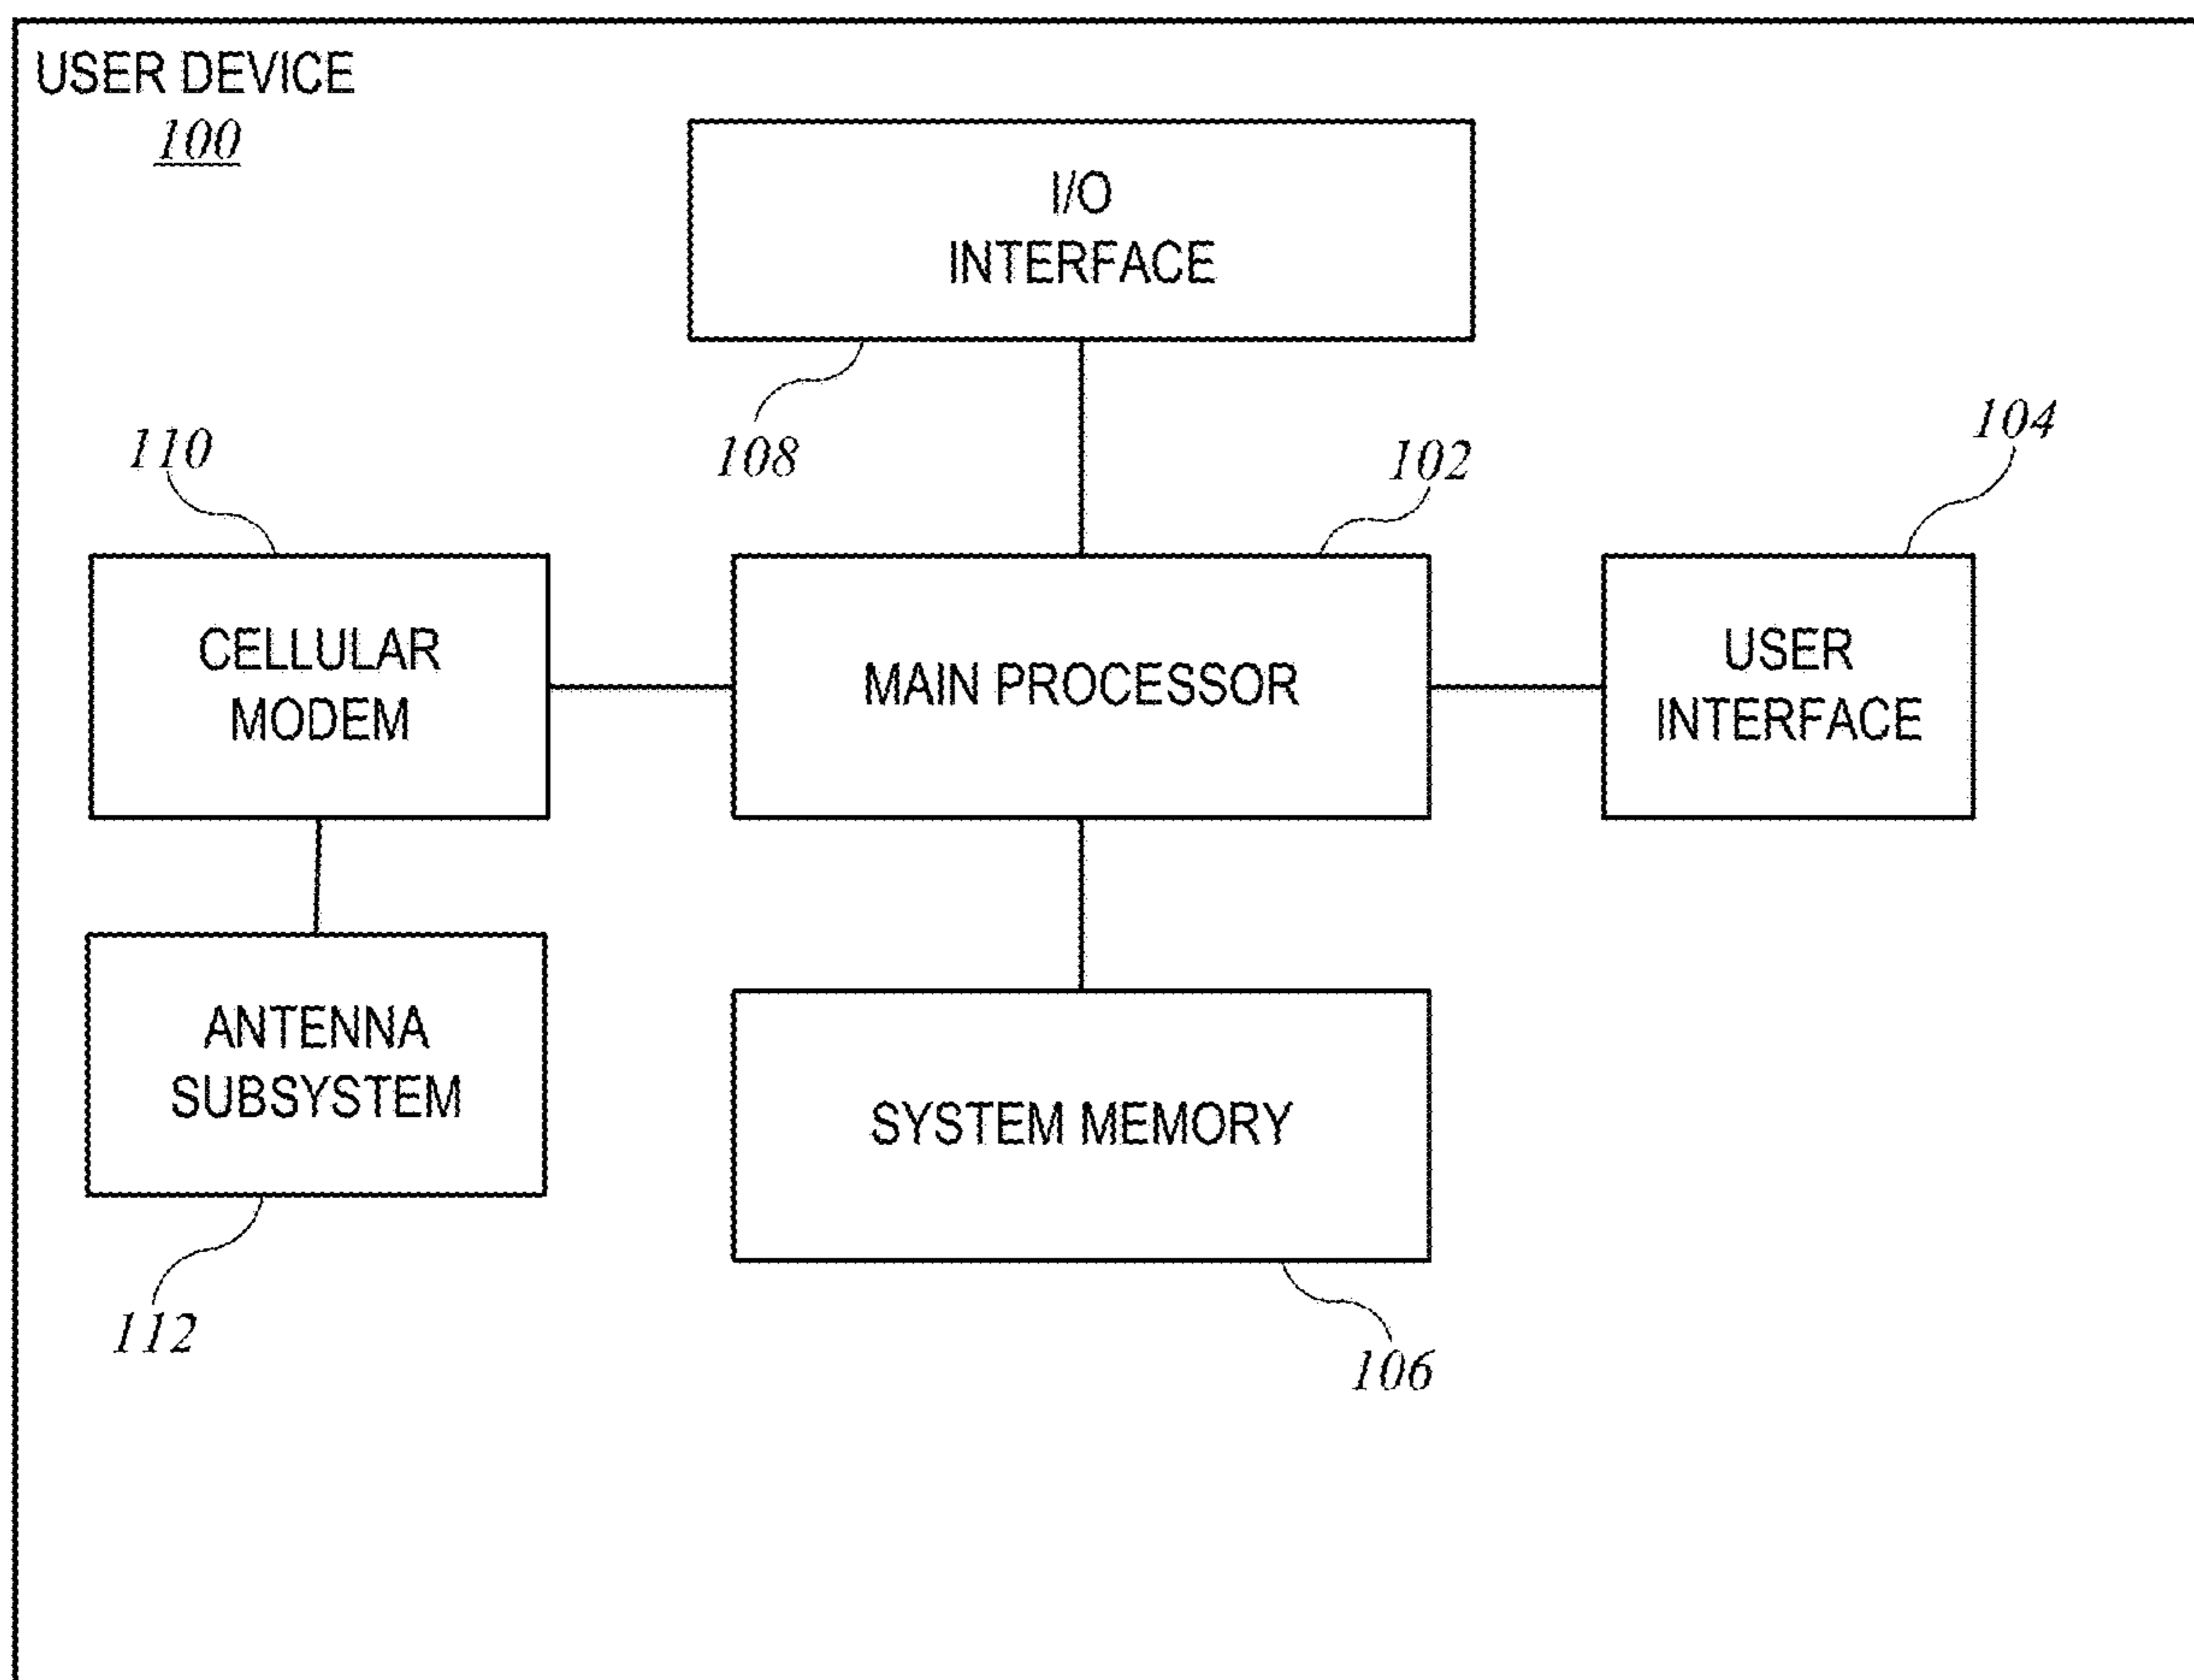 USER DEVICE
100
I/O
INTERFACE
108
110
102
104
CELLULAR
MODEM
MAIN PROCESSOR
USER
INTERFACE
ANTENNA
SUBSYSTEM
SYSTEM MEMORY
112
106